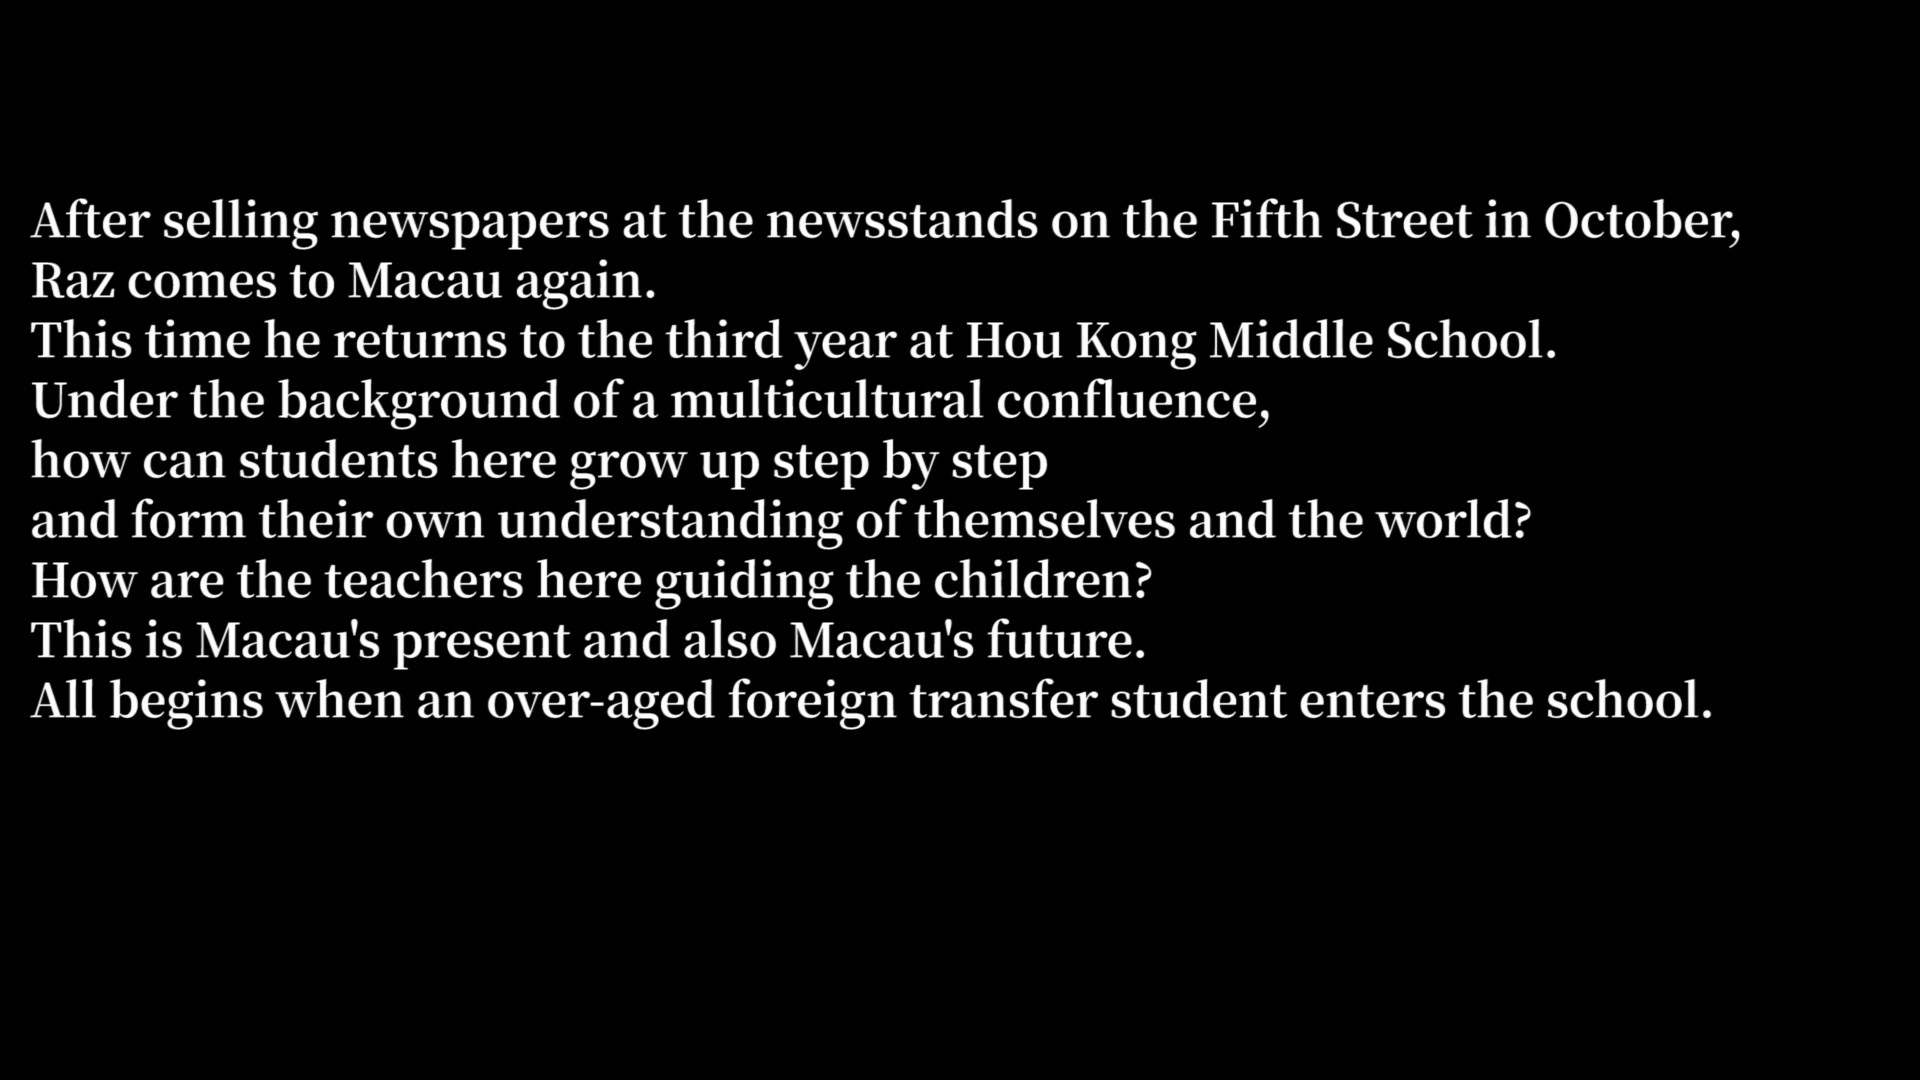 After selling newspapers at the newsstands on the Fifth Street in October,
Raz comes to Macau again.
This time he returns to the third year at Hou Kong Middle School.
Under the background of a multicultural confluence,
how can students here grow up step by step
and form their own understanding of themselves and the world?
How are the teachers here guiding the children?
This is Macau's present and also Macau's future.
All begins when an over-aged foreign transfer student enters the school.